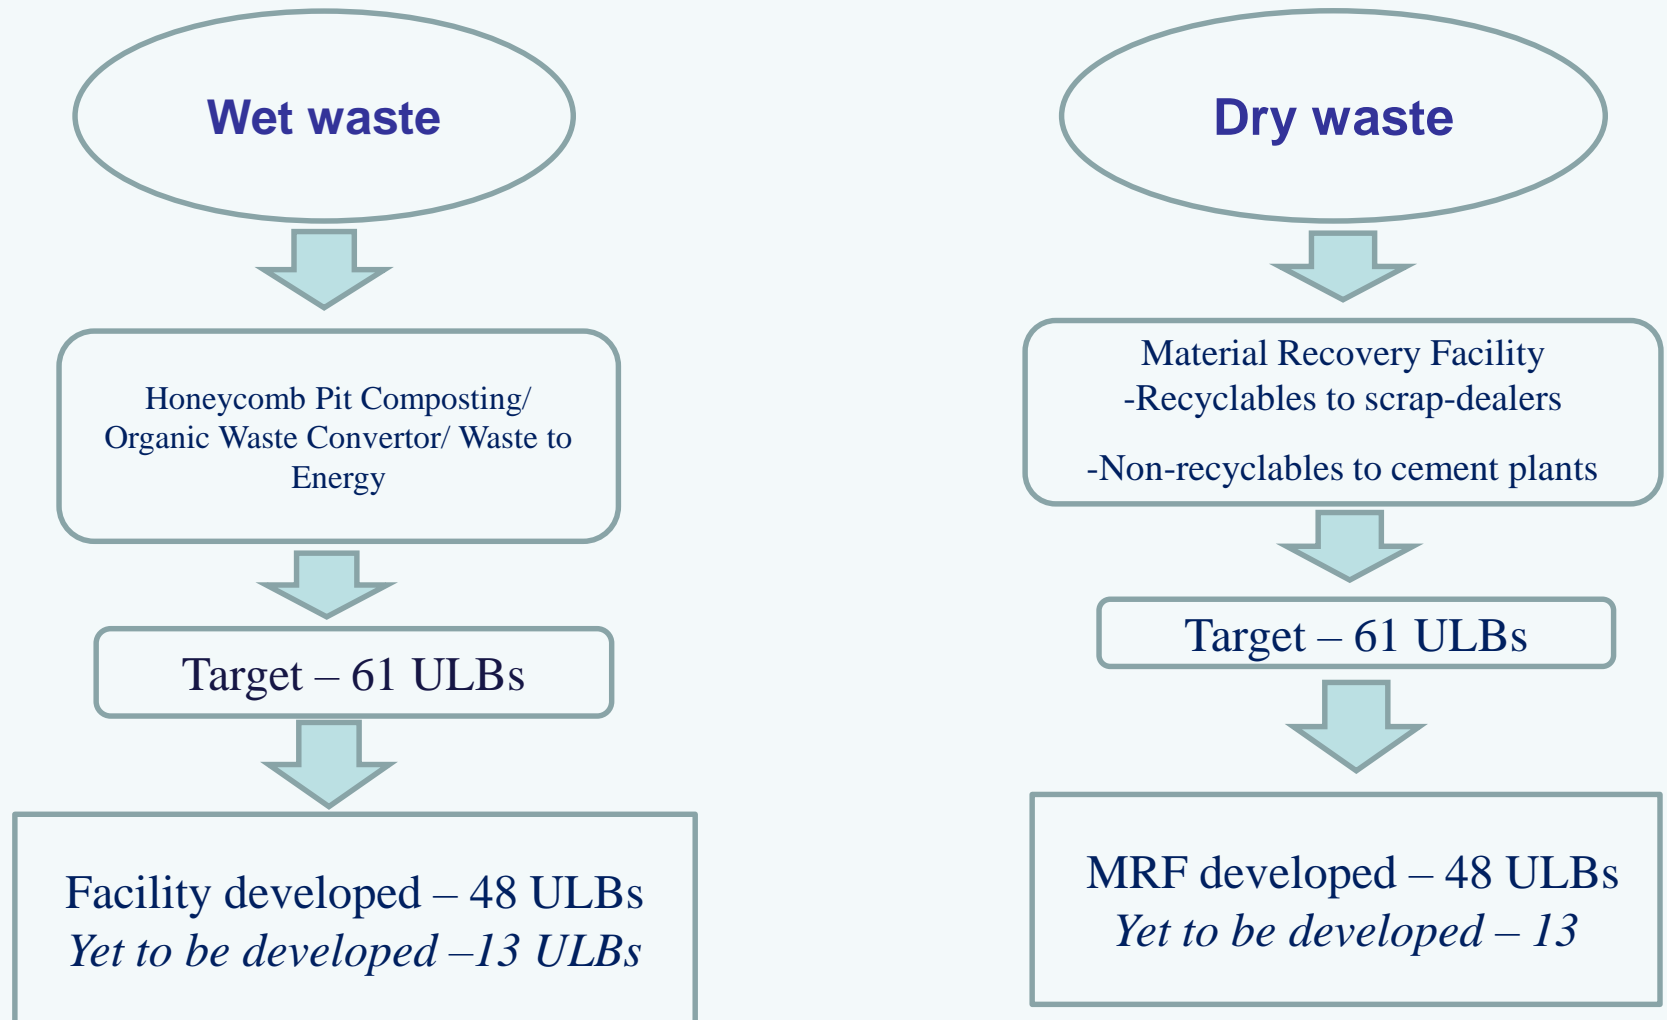 Wet waste
Honeycomb Pit Composting/
Organic Waste Convertor/ Waste to
Energy
Target – 61 ULBs
Facility developed – 48 ULBs
Yet to be developed –13 ULBs
Dry waste
Material Recovery Facility
-Recyclables to scrap-dealers
-Non-recyclables to cement plants
Target – 61 ULBs
MRF developed – 48 ULBs
Yet to be developed – 13